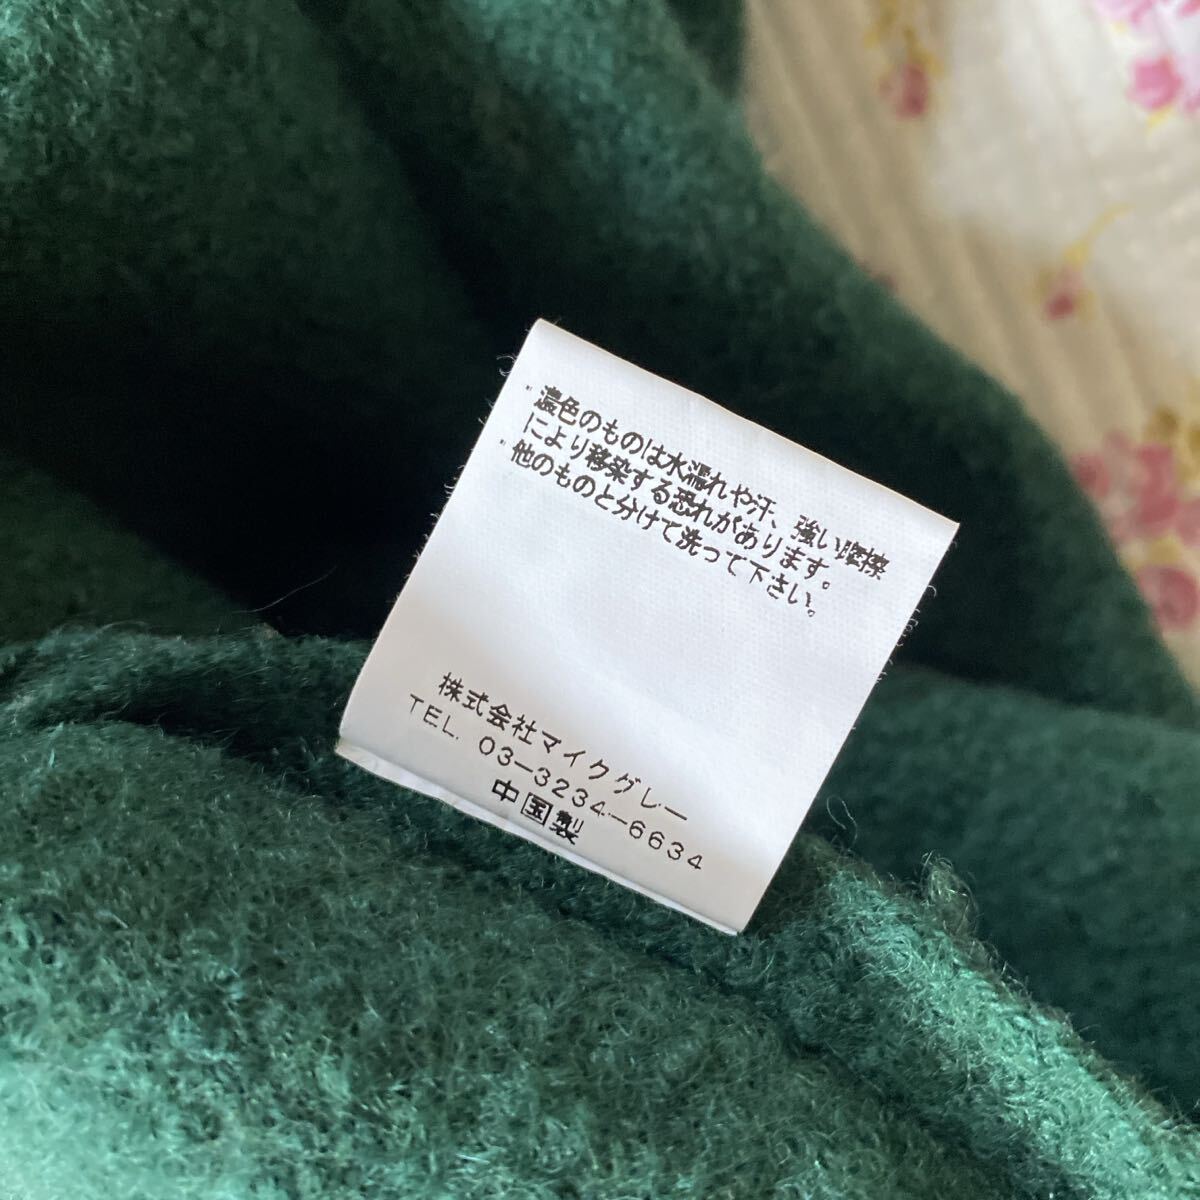 " 濃色のものは水濡れや汗、強い摩擦
により移染する恐れがあります。
" 他のものと分けて洗って下さい。
株式会社マイクグレー
TEL. 03-3234-6634
中国製